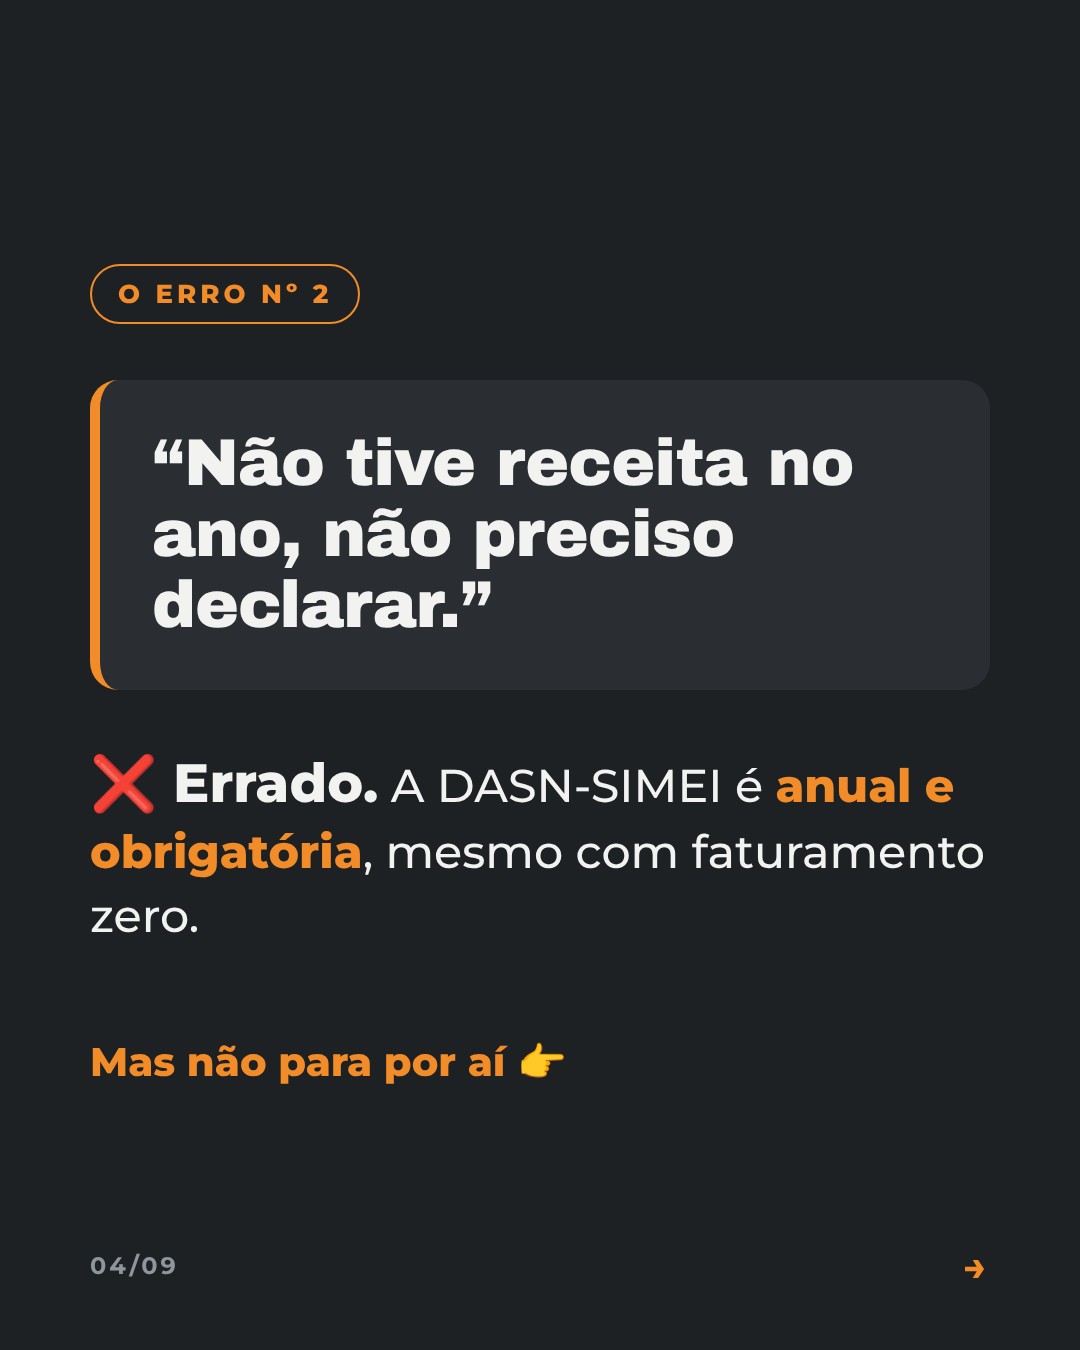 O ERRO Nº 2
“Não tive receita no
ano, não preciso
declarar.”
❌ Errado. A DASN-SIMEI é anual e
obrigatória, mesmo com faturamento
zero.
Mas não para por aí 👉
04/09 →